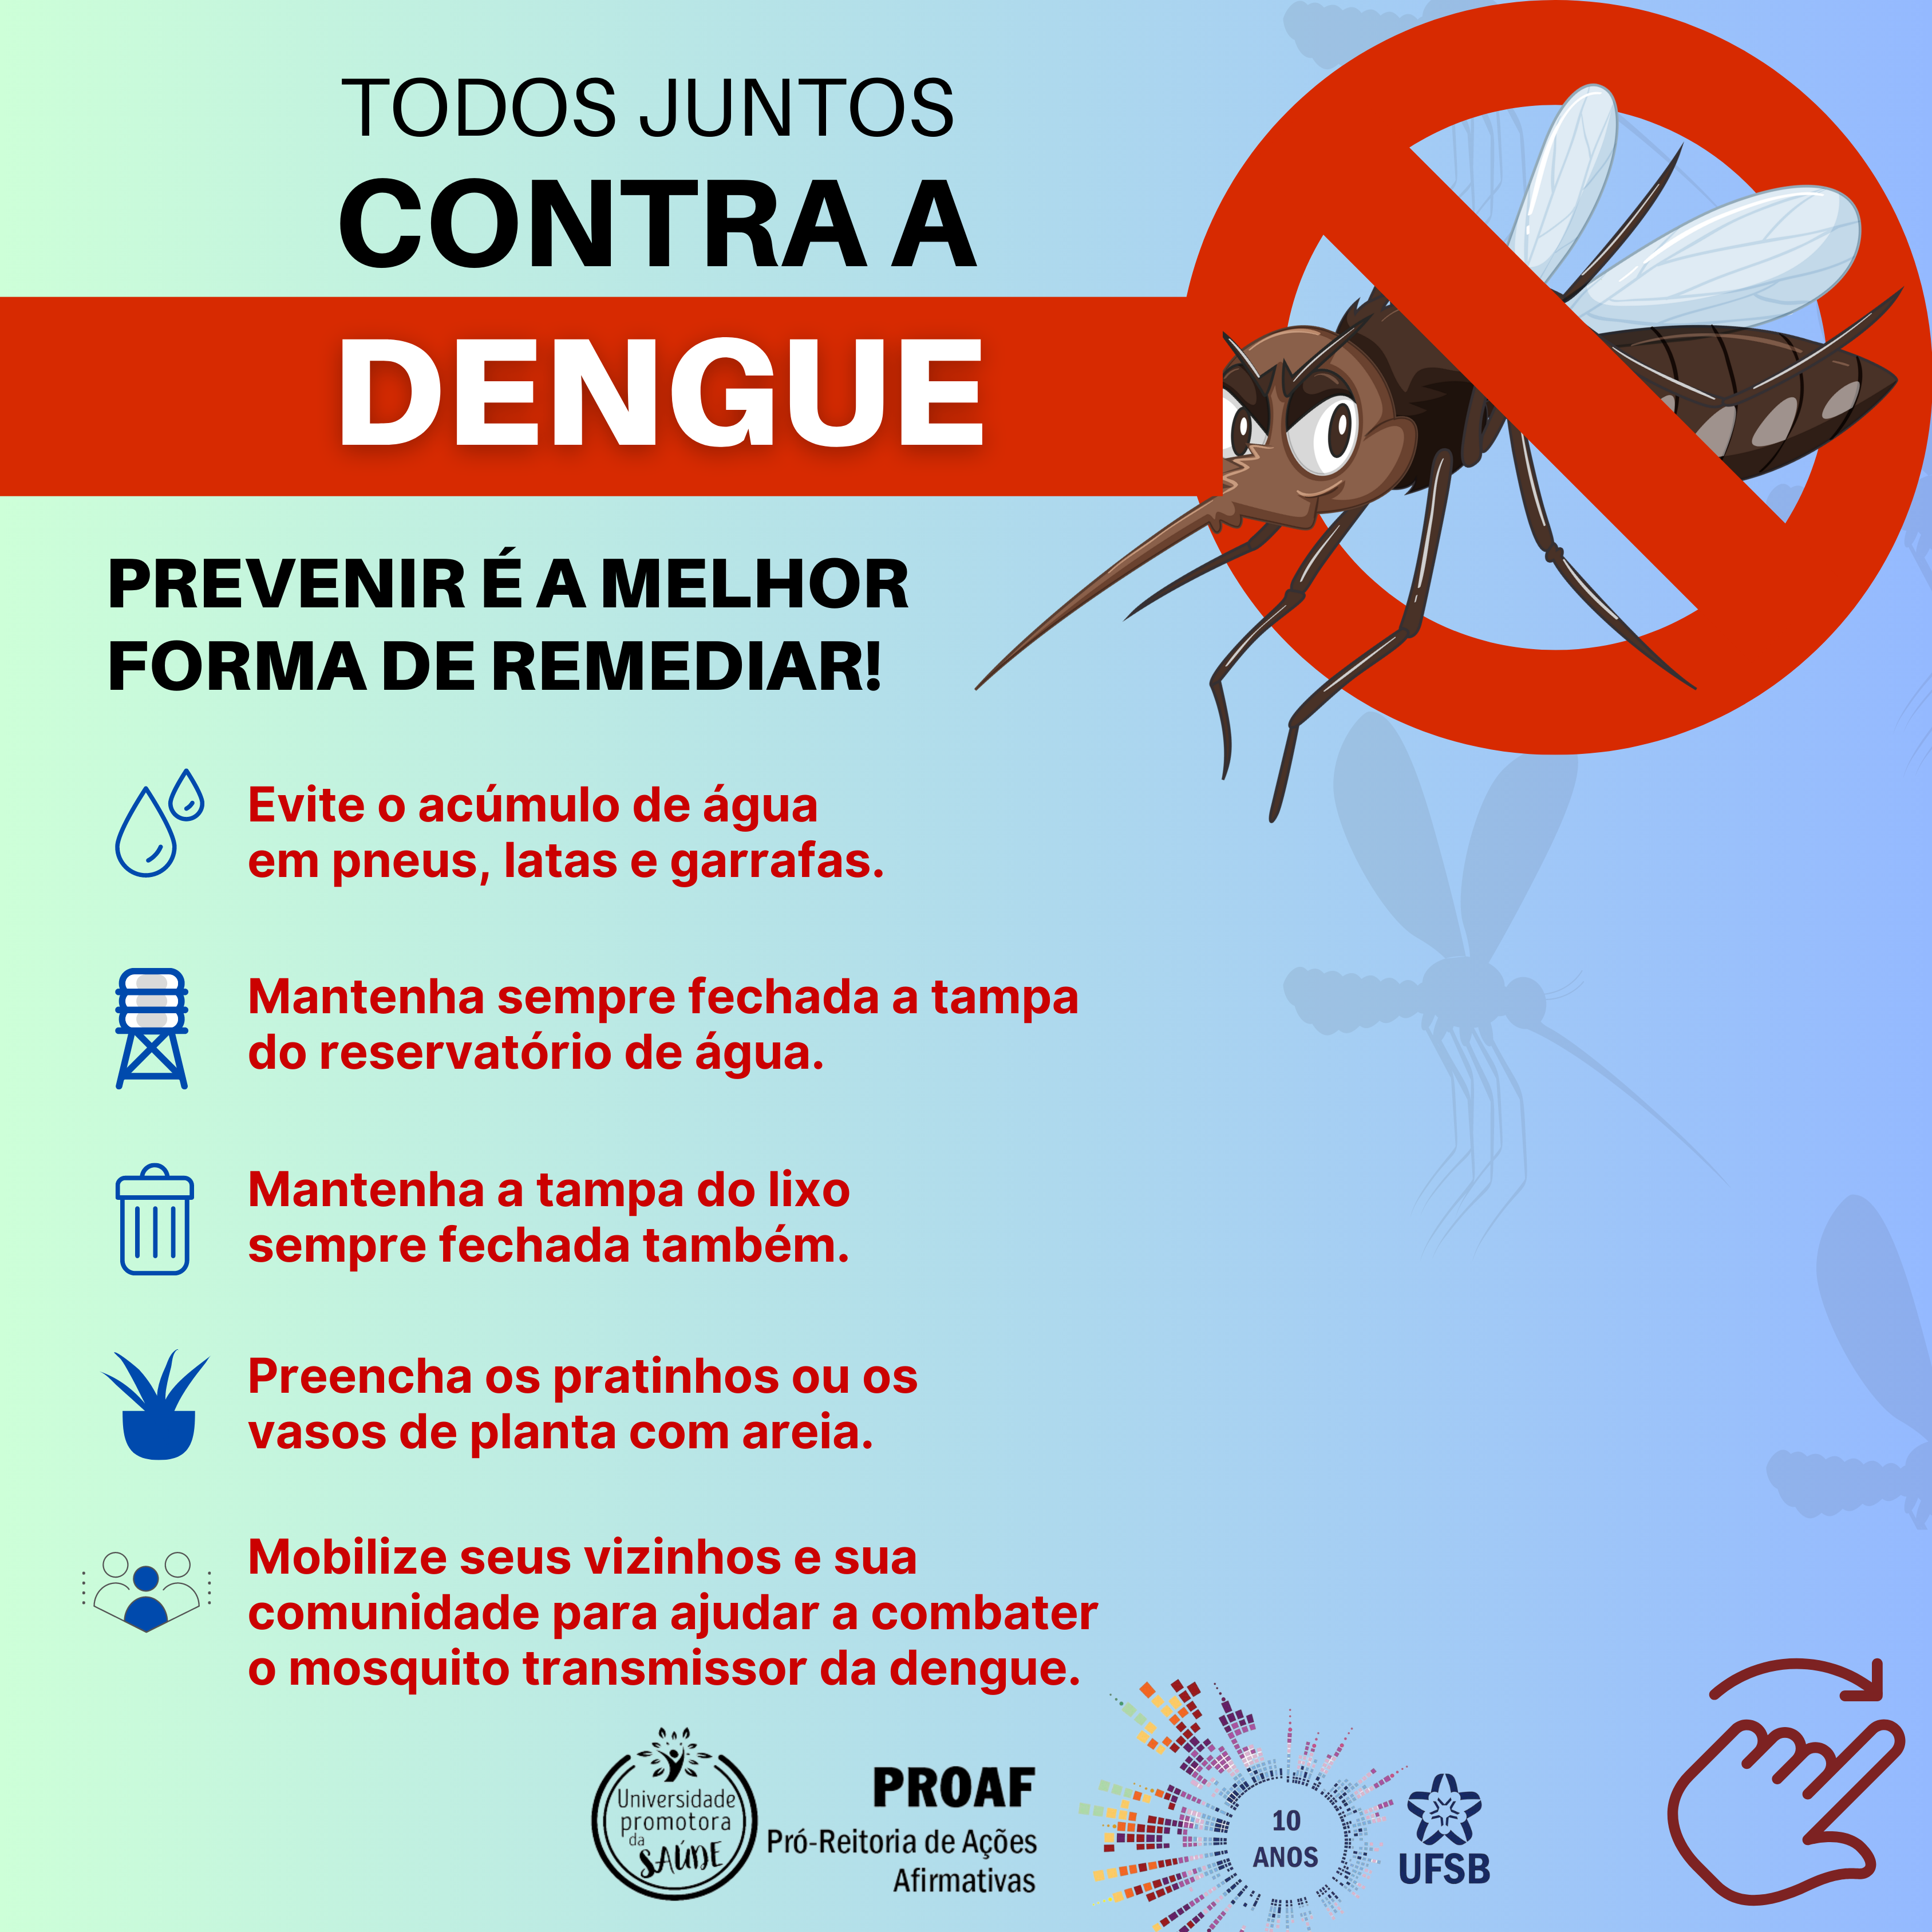 TODOS JUNTOS
CONTRA A
DENGUE
PREVENIR É A MELHOR
FORMA DE REMEDIAR!
Evite o acúmulo de água
em pneus, latas e garrafas.
Mantenha sempre fechada a tampa
do reservatório de água.
Mantenha a tampa do lixo
sempre fechada também.
Preencha os pratinhos ou os
vasos de planta com areia.
Mobilize seus vizinhos e sua
comunidade para ajudar a combater
o mosquito transmissor da dengue.
Universidade
promotora
da
SAÚDE
PROAF
Pró-Reitoria de Ações
Afirmativas
10
ANOS
UFSB